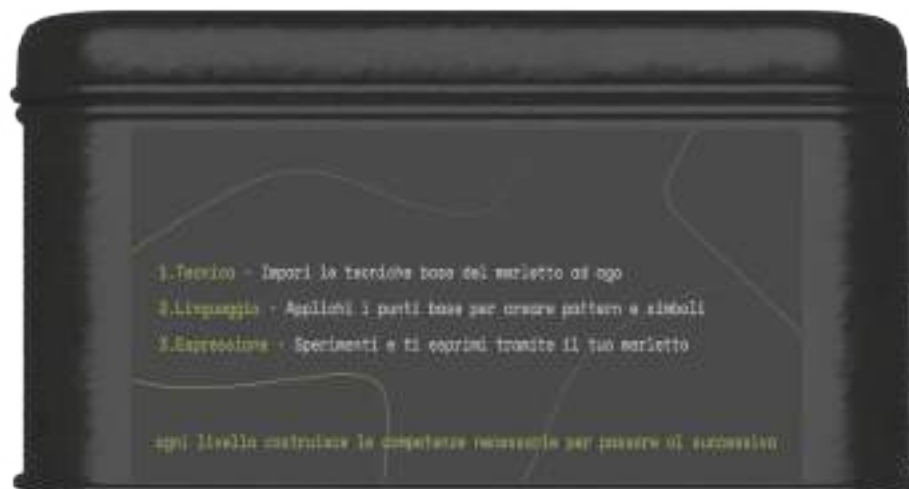 1.Tecnica - Impari le tecniche base del merletto ad ago
2.Linguaggio - Applichi i punti base per creare pattern e simboli
3.Espressione - Sperimenti e ti esprimi tramite il tuo merletto
ogni livello costruisce le competenze necessarie per passare al successivo